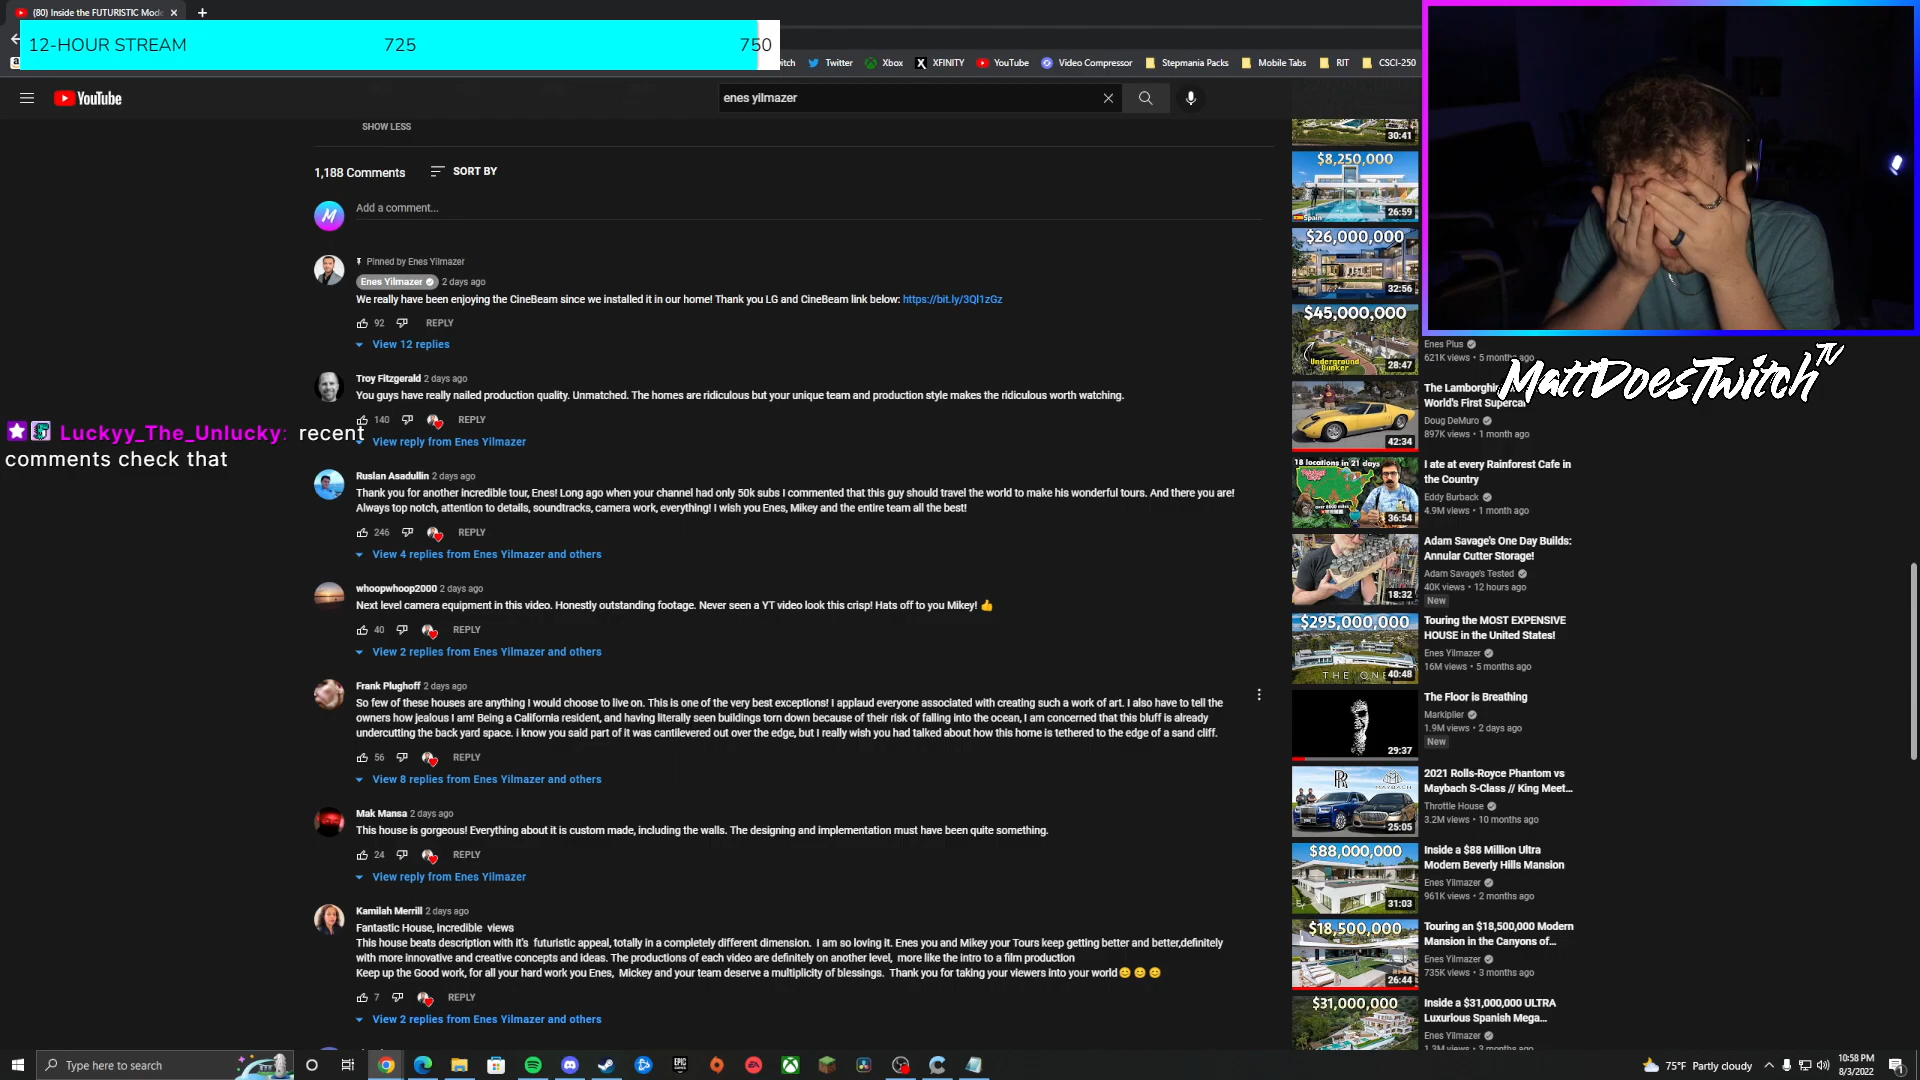 (80) Inside the FUTURISTIC Mod
12-HOUR STREAM 725 750
itch Twitter Xbox XFINITY YouTube Video Compressor Stepmania Packs Mobile Tabs RIT CSCI-250
YouTube
enes yilmazer
SHOW LESS
1,188 Comments SORT BY
Add a comment...
Pinned by Enes Yilmazer
Enes Yilmazer 2 days ago
We really have been enjoying the CineBeam since we installed it in our home! Thank you LG and CineBeam link below: https://bit.ly/3Ql1zGz
92 REPLY
View 12 replies
Troy Fitzgerald 2 days ago
You guys have really nailed production quality. Unmatched. The homes are ridiculous but your unique team and production style makes the ridiculous worth watching.
140 REPLY
View reply from Enes Yilmazer
Luckyy_The_Unlucky: recent
comments check that
Ruslan Asadullin 2 days ago
Thank you for another incredible tour, Enes! Long ago when your channel had only 50k subs I commented that this guy should travel the world to make his wonderful tours. And there you are!
Always top notch, attention to details, soundtracks, camera work, everything! I wish you Enes, Mikey and the entire team all the best!
246 REPLY
View 4 replies from Enes Yilmazer and others
whoopwhoop2000 2 days ago
Next level camera equipment in this video. Honestly outstanding footage. Never seen a YT video look this crisp! Hats off to you Mikey! 👍
40 REPLY
View 2 replies from Enes Yilmazer and others
Frank Plughoff 2 days ago
So few of these houses are anything I would choose to live on. This is one of the very best exceptions! I applaud everyone associated with creating such a work of art. I also have to tell the
owners how jealous I am! Being a California resident, and having literally seen buildings torn down because of their risk of falling into the ocean, I am concerned that this bluff is already
undercutting the back yard space. i know you said part of it was cantilevered out over the edge, but I really wish you had talked about how this home is tethered to the edge of a sand cliff.
56 REPLY
View 8 replies from Enes Yilmazer and others
Mak Mansa 2 days ago
This house is gorgeous! Everything about it is custom made, including the walls. The designing and implementation must have been quite something.
24 REPLY
View reply from Enes Yilmazer
Kamilah Merrill 2 days ago
Fantastic House, incredible views
This house beats description with it's futuristic appeal, totally in a completely different dimension. I am so loving it. Enes you and Mikey your Tours keep getting better and better,definitely
with more innovative and creative concepts and ideas. The productions of each video are definitely on another level, more like the intro to a film production
Keep up the Good work, for all your hard work you Enes, Mickey and your team deserve a multiplicity of blessings. Thank you for taking your viewers into your world😊😊😊
7 REPLY
View 2 replies from Enes Yilmazer and others
30:41
$8,250,000
Spain
26:59
$26,000,000
32:56
$45,000,000
Underground
Bunker
28:47
Enes Plus
621K views • 5 months ago
MattDoesTwitch TV
42:34
The Lamborghi
World's First Supercar
Doug DeMuro
897K views • 1 month ago
18 locations in 21 days
36:54
I ate at every Rainforest Cafe in
the Country
Eddy Burback
4.9M views • 1 month ago
18:32
Adam Savage's One Day Builds:
Annular Cutter Storage!
Adam Savage's Tested
40K views • 12 hours ago
New
$295,000,000
THE ONE
40:48
Touring the MOST EXPENSIVE
HOUSE in the United States!
Enes Yilmazer
16M views • 5 months ago
29:37
The Floor is Breathing
Markiplier
1.9M views • 2 days ago
New
MAYBACH
25:05
2021 Rolls-Royce Phantom vs
Maybach S-Class // King Meet...
Throttle House
3.2M views • 10 months ago
$88,000,000
31:03
Inside a $88 Million Ultra
Modern Beverly Hills Mansion
Enes Yilmazer
961K views • 2 months ago
$18,500,000
26:44
Touring an $18,500,000 Modern
Mansion in the Canyons of...
Enes Yilmazer
735K views • 3 months ago
$31,000,000
Inside a $31,000,000 ULTRA
Luxurious Spanish Mega...
Enes Yilmazer
1.3M views • 3 months ago
Type here to search
75°F Partly cloudy
10:58 PM
8/3/2022